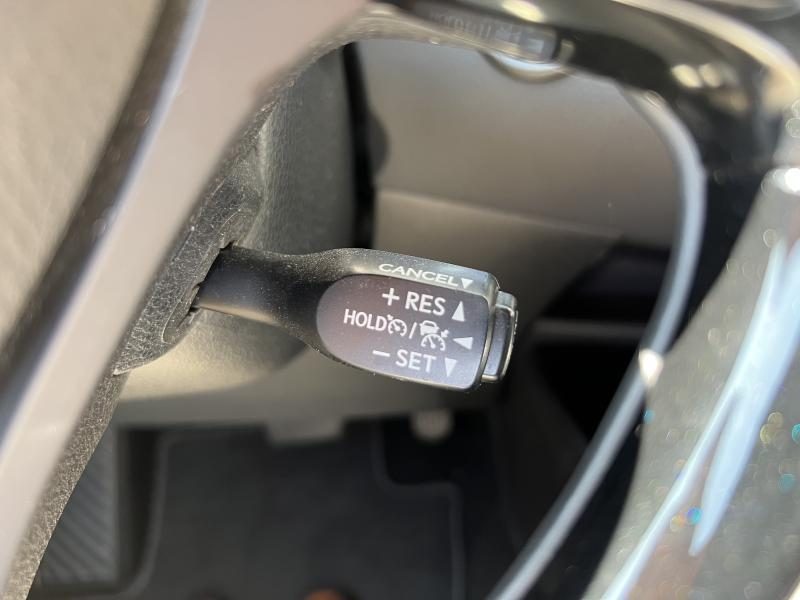 CANCEL▼
+ RES ▲
HOLD / ◀
− SET ▼